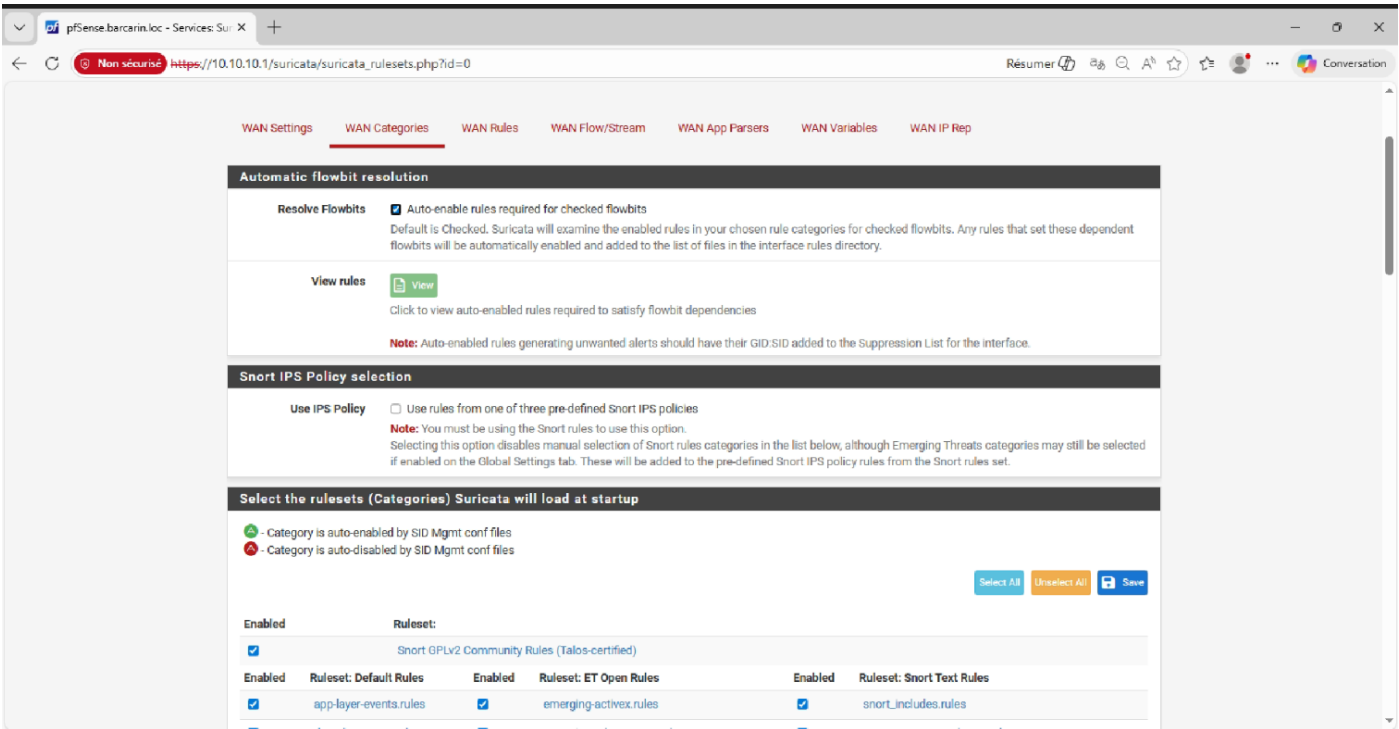 pfSense.barcarin.loc - Services: Sur
Non sécurisé https://10.10.10.1/suricata/suricata_rulesets.php?id=0 Résumer Conversation
WAN Settings WAN Categories WAN Rules WAN Flow/Stream WAN App Parsers WAN Variables WAN IP Rep
Automatic flowbit resolution
Resolve Flowbits Auto-enable rules required for checked flowbits
Default is Checked. Suricata will examine the enabled rules in your chosen rule categories for checked flowbits. Any rules that set these dependent
flowbits will be automatically enabled and added to the list of files in the interface rules directory.
View rules View
Click to view auto-enabled rules required to satisfy flowbit dependencies
Note: Auto-enabled rules generating unwanted alerts should have their GID:SID added to the Suppression List for the interface.
Snort IPS Policy selection
Use IPS Policy Use rules from one of three pre-defined Snort IPS policies
Note: You must be using the Snort rules to use this option.
Selecting this option disables manual selection of Snort rules categories in the list below, although Emerging Threats categories may still be selected
if enabled on the Global Settings tab. These will be added to the pre-defined Snort IPS policy rules from the Snort rules set.
Select the rulesets (Categories) Suricata will load at startup
- Category is auto-enabled by SID Mgmt conf files
- Category is auto-disabled by SID Mgmt conf files
Select All Unselect All Save
Enabled Ruleset:
Snort GPLv2 Community Rules (Talos-certified)
Enabled Ruleset: Default Rules Enabled Ruleset: ET Open Rules Enabled Ruleset: Snort Text Rules
app-layer-events.rules emerging-activex.rules snort_includes.rules